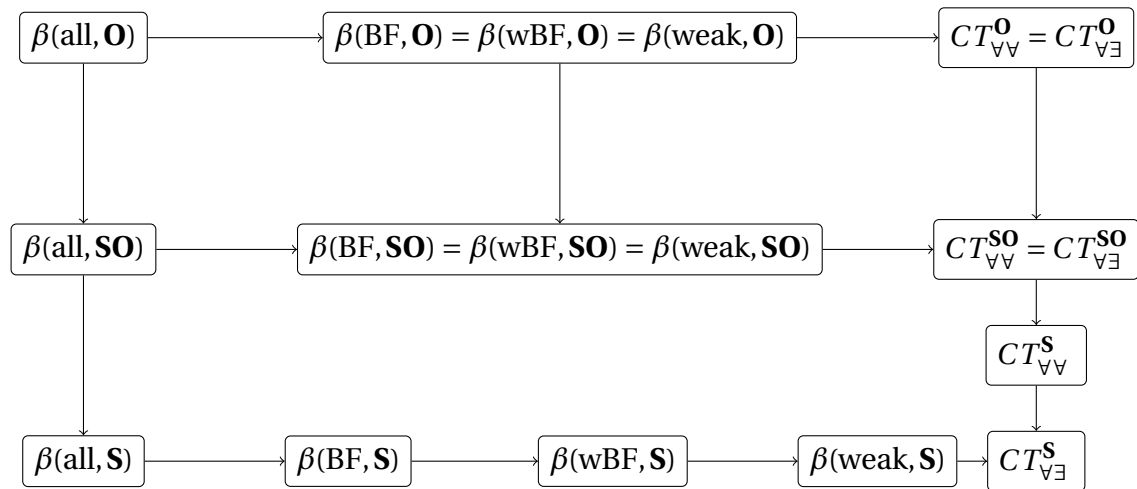 β(all, O) β(BF, O) = β(wBF, O) = β(weak, O) CT^O_∀∀ = CT^O_∀∃
β(all, SO) β(BF, SO) = β(wBF, SO) = β(weak, SO) CT^SO_∀∀ = CT^SO_∀∃
CT^S_∀∀
β(all, S) β(BF, S) β(wBF, S) β(weak, S) CT^S_∀∃